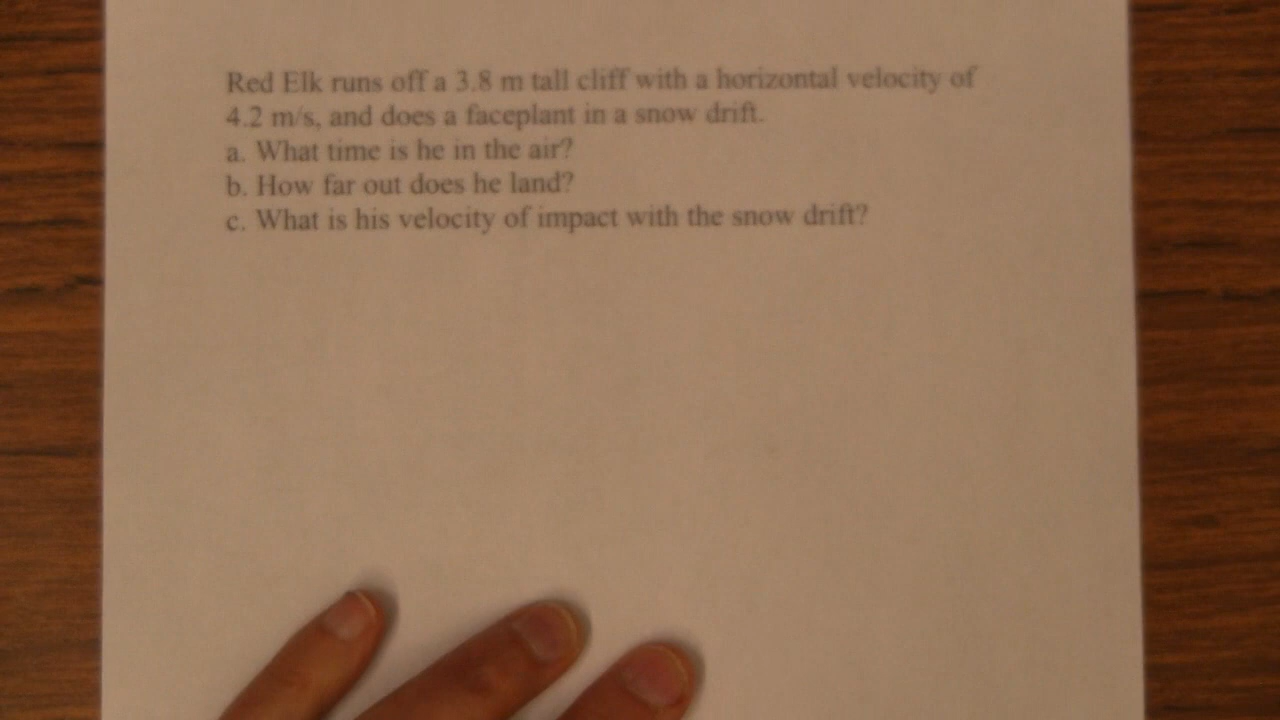 Red Elk runs off a 3.8 m tall cliff with a horizontal velocity of
4.2 m/s, and does a faceplant in a snow drift.
a. What time is he in the air?
b. How far out does he land?
c. What is his velocity of impact with the snow drift?